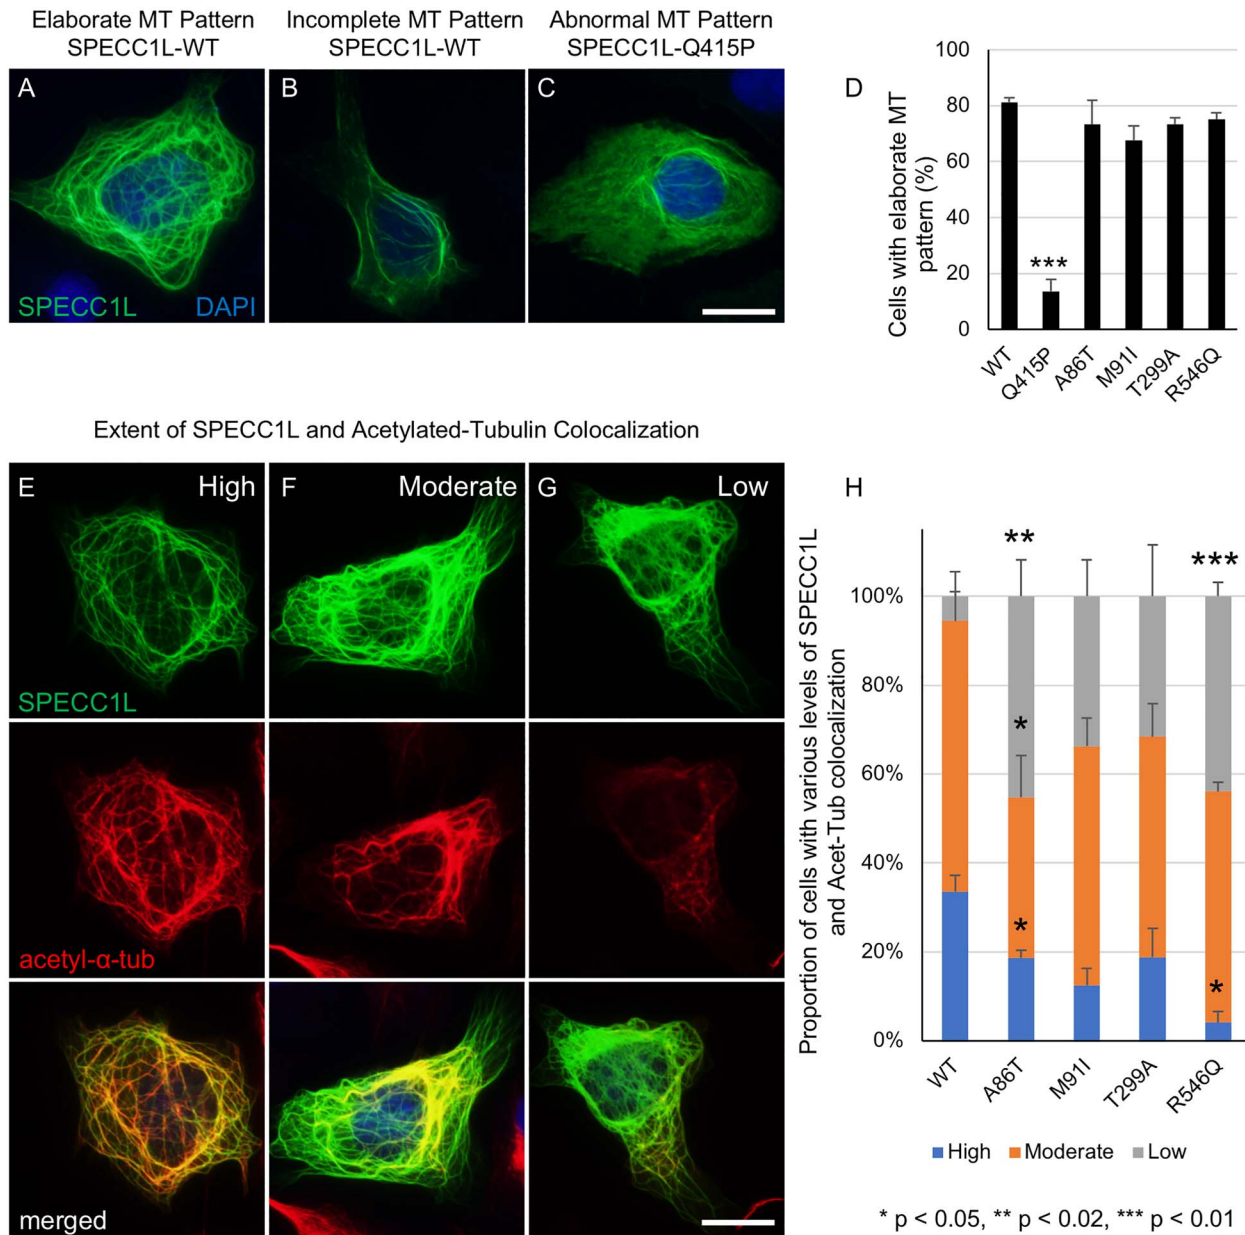 Elaborate MT Pattern
SPECC1L-WT
Incomplete MT Pattern
SPECC1L-WT
Abnormal MT Pattern
SPECC1L-Q415P
A
SPECC1L
DAPI
B
C
D
Cells with elaborate MT
pattern (%)
100
80
60
40
20
0
***
WT
Q415P
A86T
M91I
T299A
R546Q
Extent of SPECC1L and Acetylated-Tubulin Colocalization
E
High
F
Moderate
G
Low
SPECC1L
acetyl-α-tub
merged
H
Proportion of cells with various levels of SPECC1L
and Acet-Tub colocalization
100%
80%
60%
40%
20%
0%
**
***
*
*
*
WT
A86T
M91I
T299A
R546Q
High
Moderate
Low
* p < 0.05, ** p < 0.02, *** p < 0.01